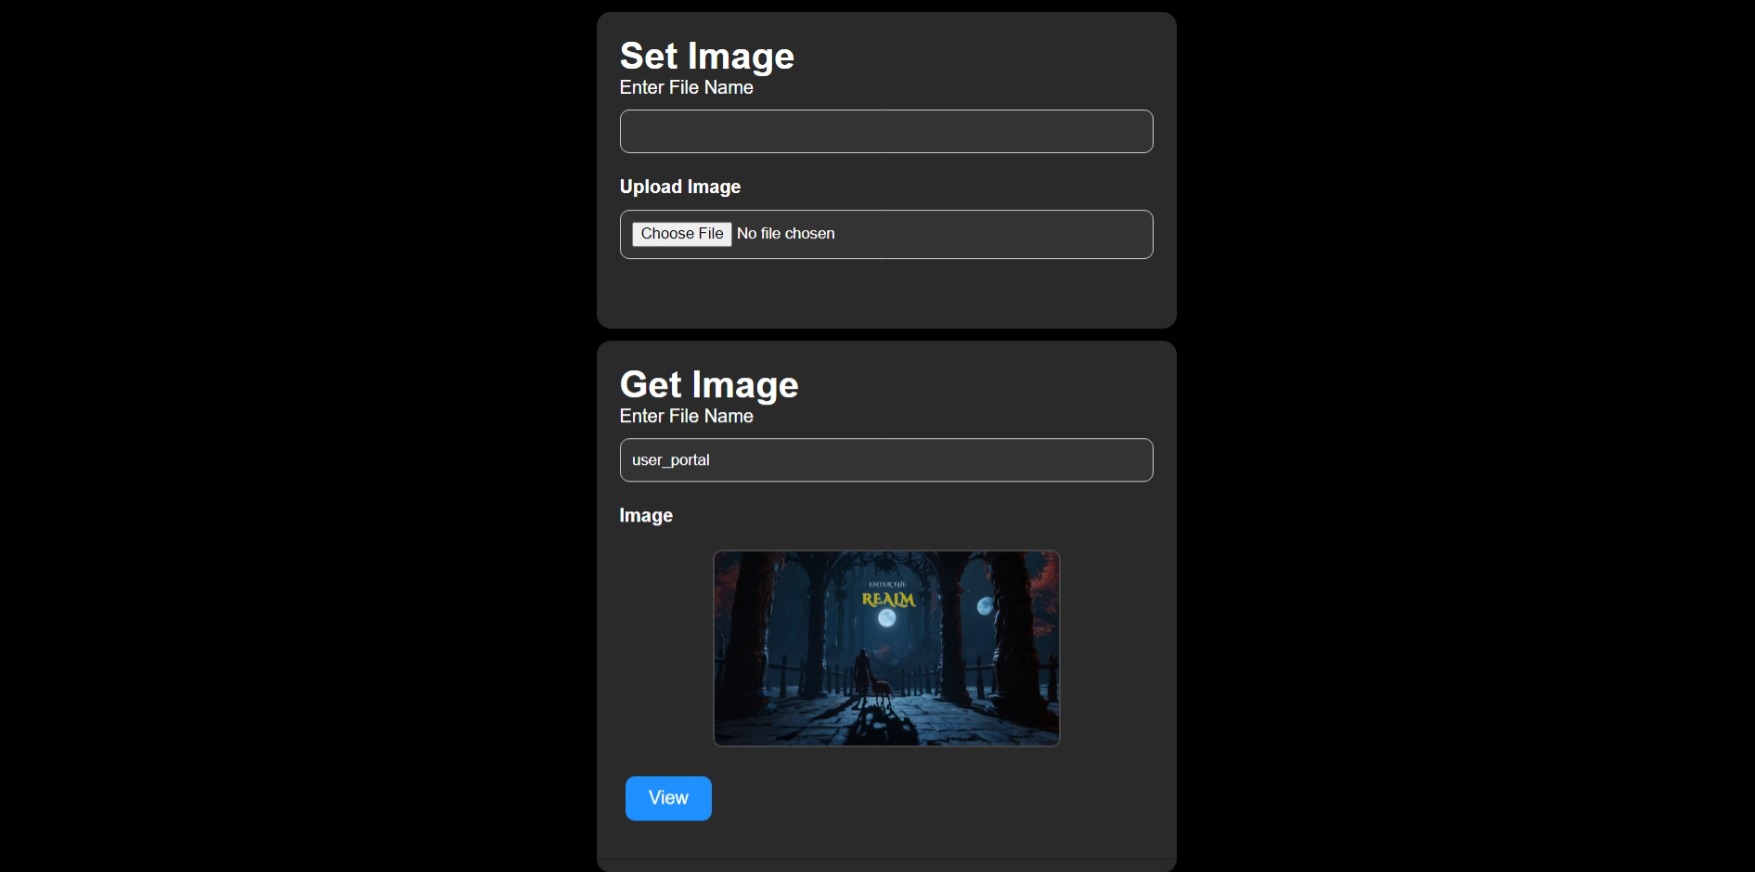 Set Image
Enter File Name
Upload Image
Choose File No file chosen
Get Image
Enter File Name
user_portal
Image
ENTER THE
REALM
View